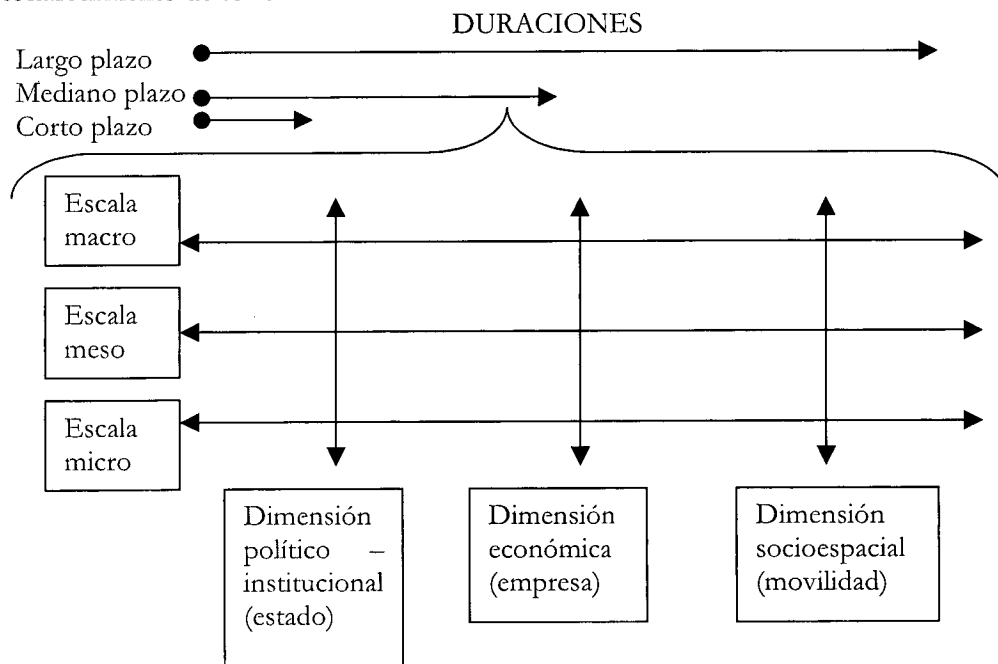 DURACIONES
Largo plazo
Mediano plazo
Corto plazo
Escala
macro
Escala
meso
Escala
micro
Dimensión
político –
institucional
(estado)
Dimensión
económica
(empresa)
Dimensión
socioespacial
(movilidad)